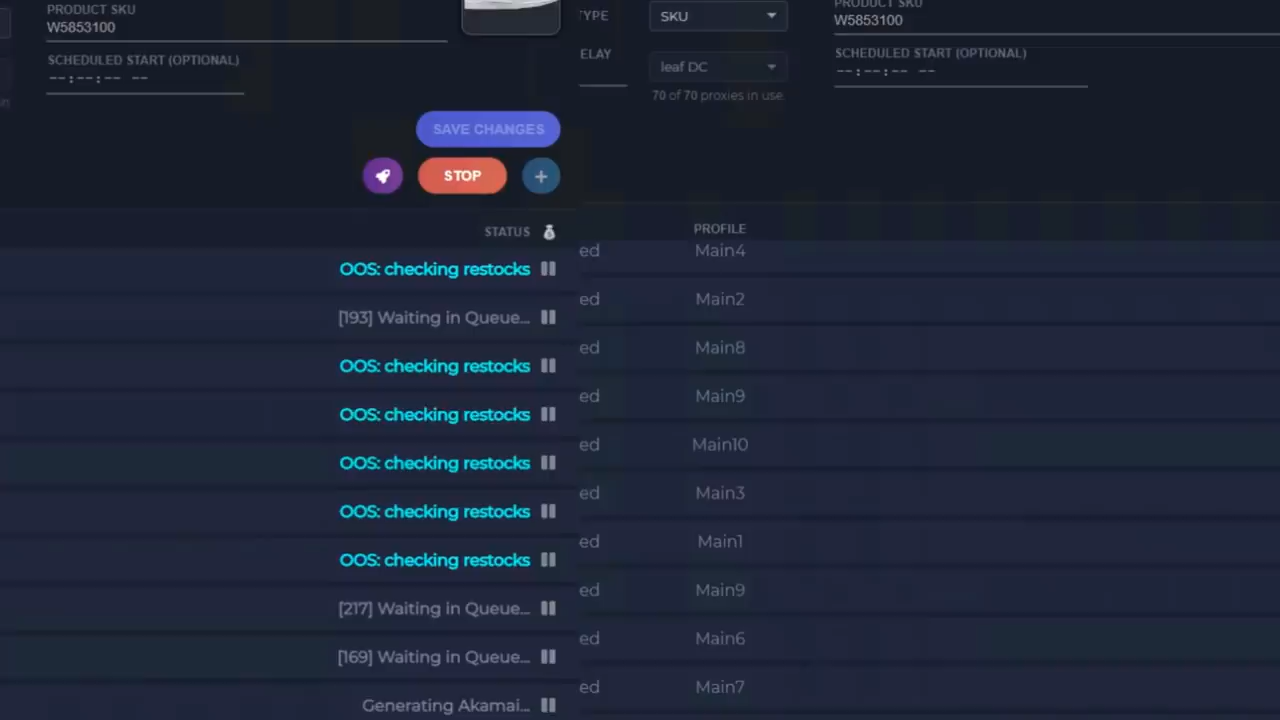 PRODUCT SKU
W5853100
SCHEDULED START (OPTIONAL)
--:--:-- --
SAVE CHANGES
STOP
STATUS
OOS: checking restocks
[193] Waiting in Queue...
OOS: checking restocks
OOS: checking restocks
OOS: checking restocks
OOS: checking restocks
OOS: checking restocks
[217] Waiting in Queue...
[169] Waiting in Queue...
Generating Akamai...
TYPE
SKU
PRODUCT SKU
W5853100
ELAY
leaf DC
70 of 70 proxies in use
SCHEDULED START (OPTIONAL)
--:--:-- --
PROFILE
ed Main4
ed Main2
ed Main8
ed Main9
ed Main10
ed Main3
ed Main1
ed Main9
ed Main6
ed Main7